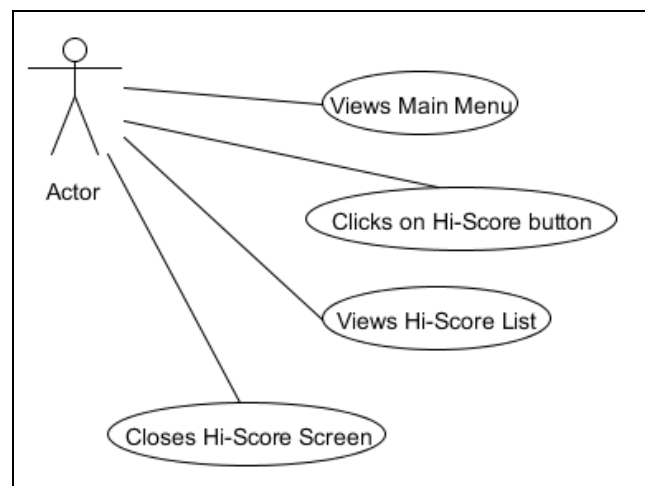 Views Main Menu
Actor
Clicks on Hi-Score button
Views Hi-Score List
Closes Hi-Score Screen